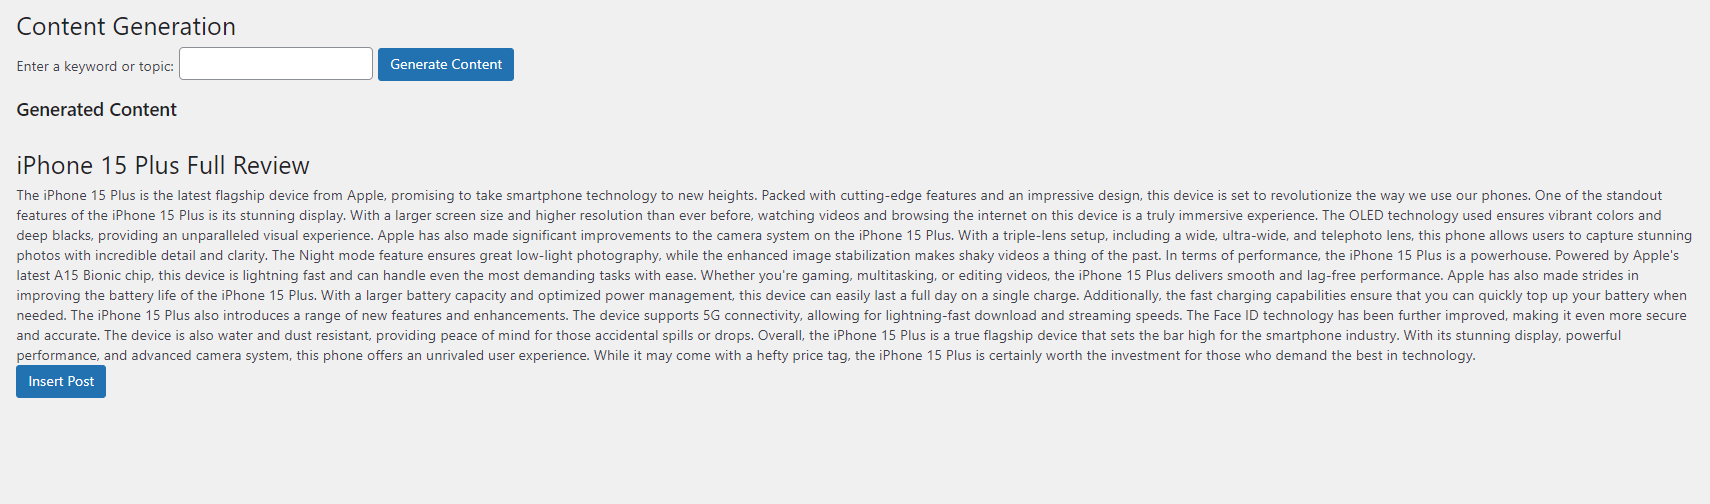 Content Generation
Enter a keyword or topic: Generate Content
Generated Content
iPhone 15 Plus Full Review
The iPhone 15 Plus is the latest flagship device from Apple, promising to take smartphone technology to new heights. Packed with cutting-edge features and an impressive design, this device is set to revolutionize the way we use our phones. One of the standout
features of the iPhone 15 Plus is its stunning display. With a larger screen size and higher resolution than ever before, watching videos and browsing the internet on this device is a truly immersive experience. The OLED technology used ensures vibrant colors and
deep blacks, providing an unparalleled visual experience. Apple has also made significant improvements to the camera system on the iPhone 15 Plus. With a triple-lens setup, including a wide, ultra-wide, and telephoto lens, this phone allows users to capture stunning
photos with incredible detail and clarity. The Night mode feature ensures great low-light photography, while the enhanced image stabilization makes shaky videos a thing of the past. In terms of performance, the iPhone 15 Plus is a powerhouse. Powered by Apple's
latest A15 Bionic chip, this device is lightning fast and can handle even the most demanding tasks with ease. Whether you're gaming, multitasking, or editing videos, the iPhone 15 Plus delivers smooth and lag-free performance. Apple has also made strides in
improving the battery life of the iPhone 15 Plus. With a larger battery capacity and optimized power management, this device can easily last a full day on a single charge. Additionally, the fast charging capabilities ensure that you can quickly top up your battery when
needed. The iPhone 15 Plus also introduces a range of new features and enhancements. The device supports 5G connectivity, allowing for lightning-fast download and streaming speeds. The Face ID technology has been further improved, making it even more secure
and accurate. The device is also water and dust resistant, providing peace of mind for those accidental spills or drops. Overall, the iPhone 15 Plus is a true flagship device that sets the bar high for the smartphone industry. With its stunning display, powerful
performance, and advanced camera system, this phone offers an unrivaled user experience. While it may come with a hefty price tag, the iPhone 15 Plus is certainly worth the investment for those who demand the best in technology.
Insert Post